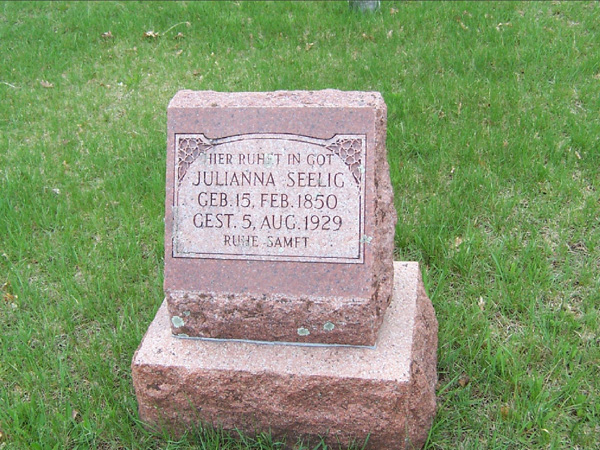 HIER RUHET IN GOT
JULIANNA SEELIG
GEB. 15, FEB. 1850
GEST. 5, AUG. 1929
RUHE SAMFT